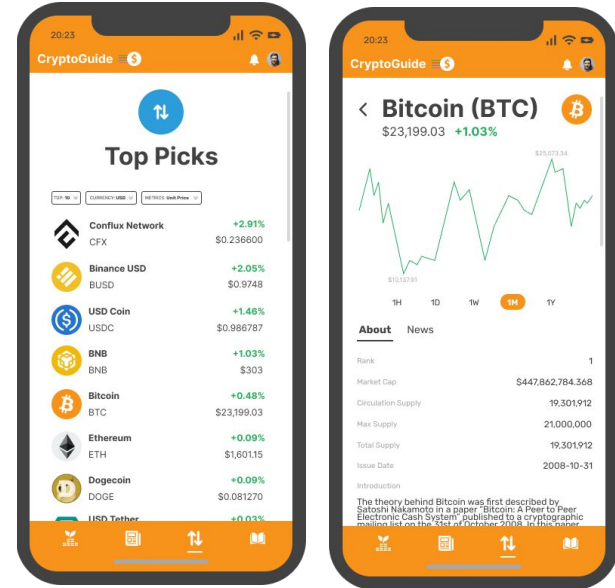 20:23
CryptoGuide $
Top Picks
TOP: 10
CURRENCY: USD
METRICS: Unit Price
Conflux Network +2.91%
CFX $0.236600
Binance USD +2.05%
BUSD $0.9748
USD Coin +1.46%
USDC $0.986787
BNB +1.03%
BNB $303
Bitcoin +0.48%
BTC $23,199.03
Ethereum +0.09%
ETH $1,601.15
Dogecoin +0.09%
DOGE $0.081270
USD Tether +0.03%
20:23
CryptoGuide $
< Bitcoin (BTC)
$23,199.03 +1.03%
$25,073.34
$10,137.61
1H 1D 1W 1M 1Y
About News
Rank 1
Market Cap $447,862,784.368
Circulation Supply 19,301,912
Max Supply 21,000,000
Total Supply 19,301,912
Issue Date 2008-10-31
Introduction
The theory behind Bitcoin was first described by
Satoshi Nakamoto in a paper "Bitcoin: A Peer to Peer
Electronic Cash System" published to a cryptographic
mailing list on the 31st of October 2008. In this paper